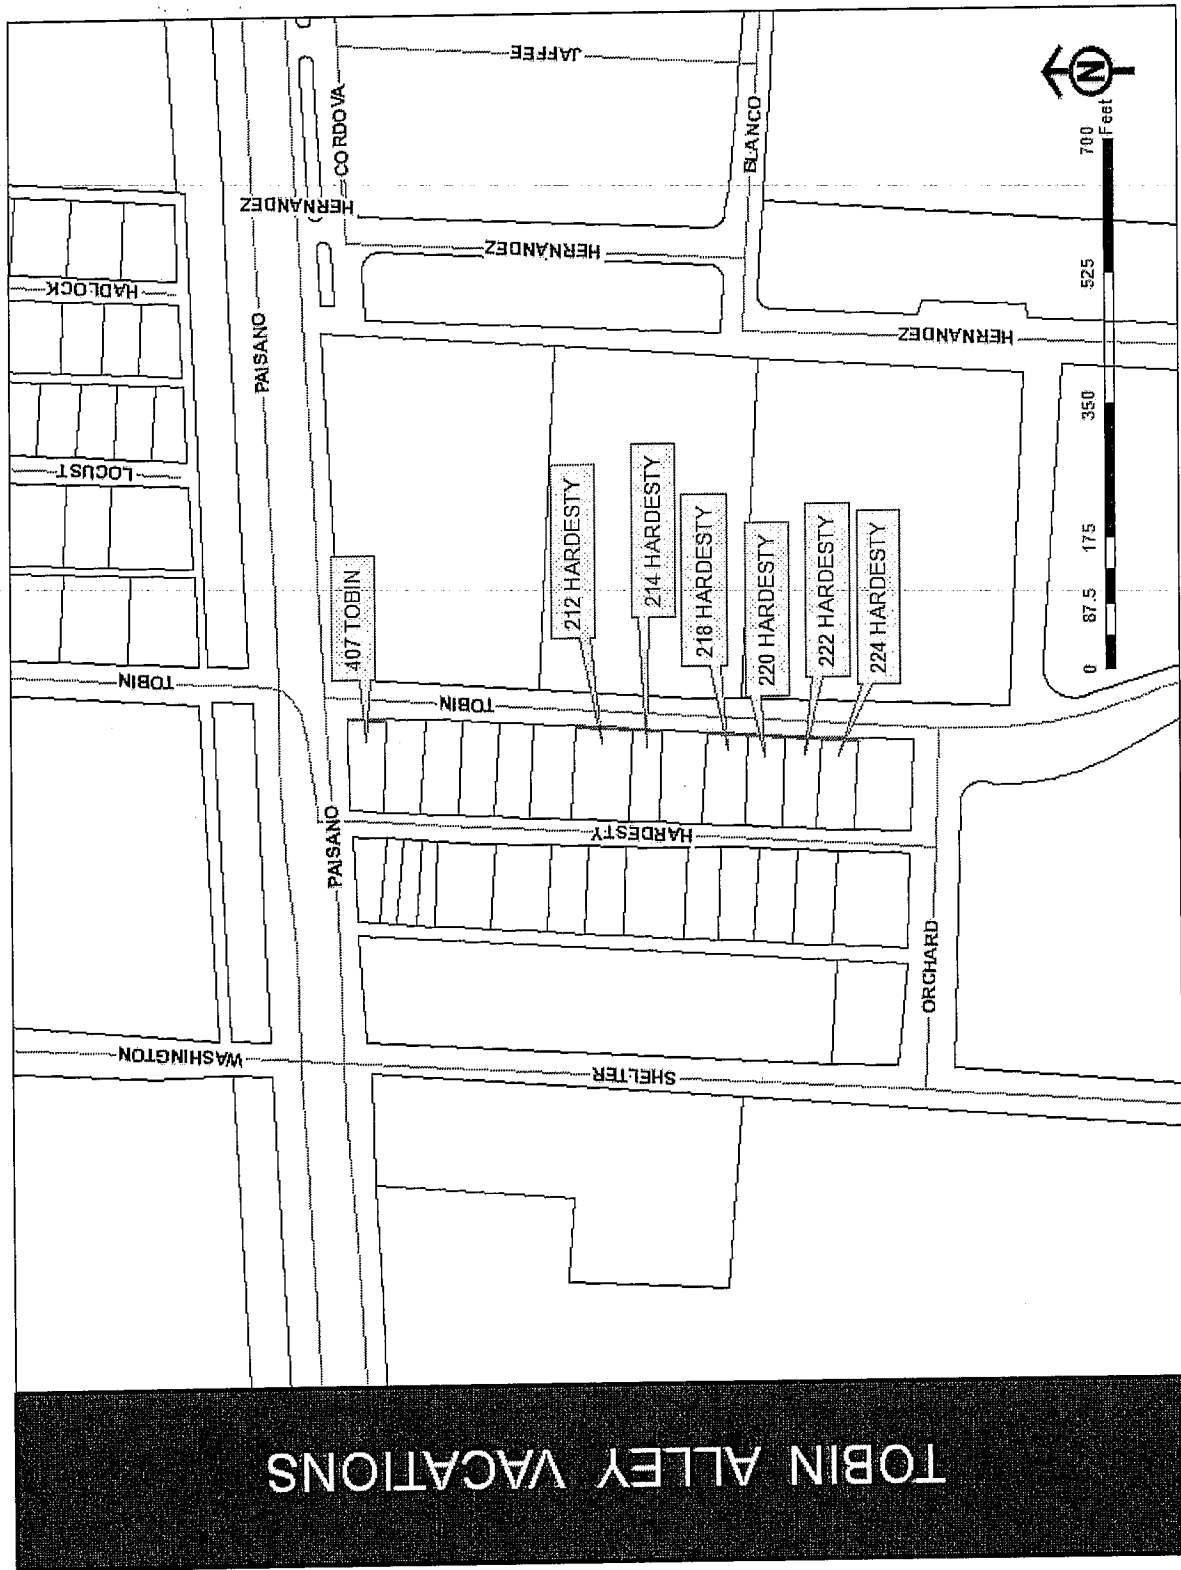 TOBIN ALLEY VACATIONS
HADLOCK
LOCUST
TOBIN
WASHINGTON
PAISANO
HERNANDEZ
CORDOVA
JAFFEE
HERNANDEZ
BLANCO
HERNANDEZ
PAISANO
TOBIN
HARDESTY
SHELTER
ORCHARD
407 TOBIN
212 HARDESTY
214 HARDESTY
218 HARDESTY
220 HARDESTY
222 HARDESTY
224 HARDESTY
0 87.5 175 350 525 700
Feet
N